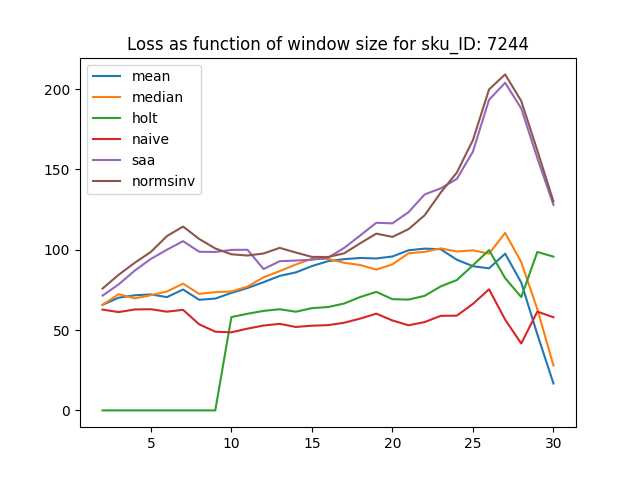 Loss as function of window size for sku_ID: 7244
mean
median
holt
naive
saa
normsinv
200
150
100
50
0
5 10 15 20 25 30